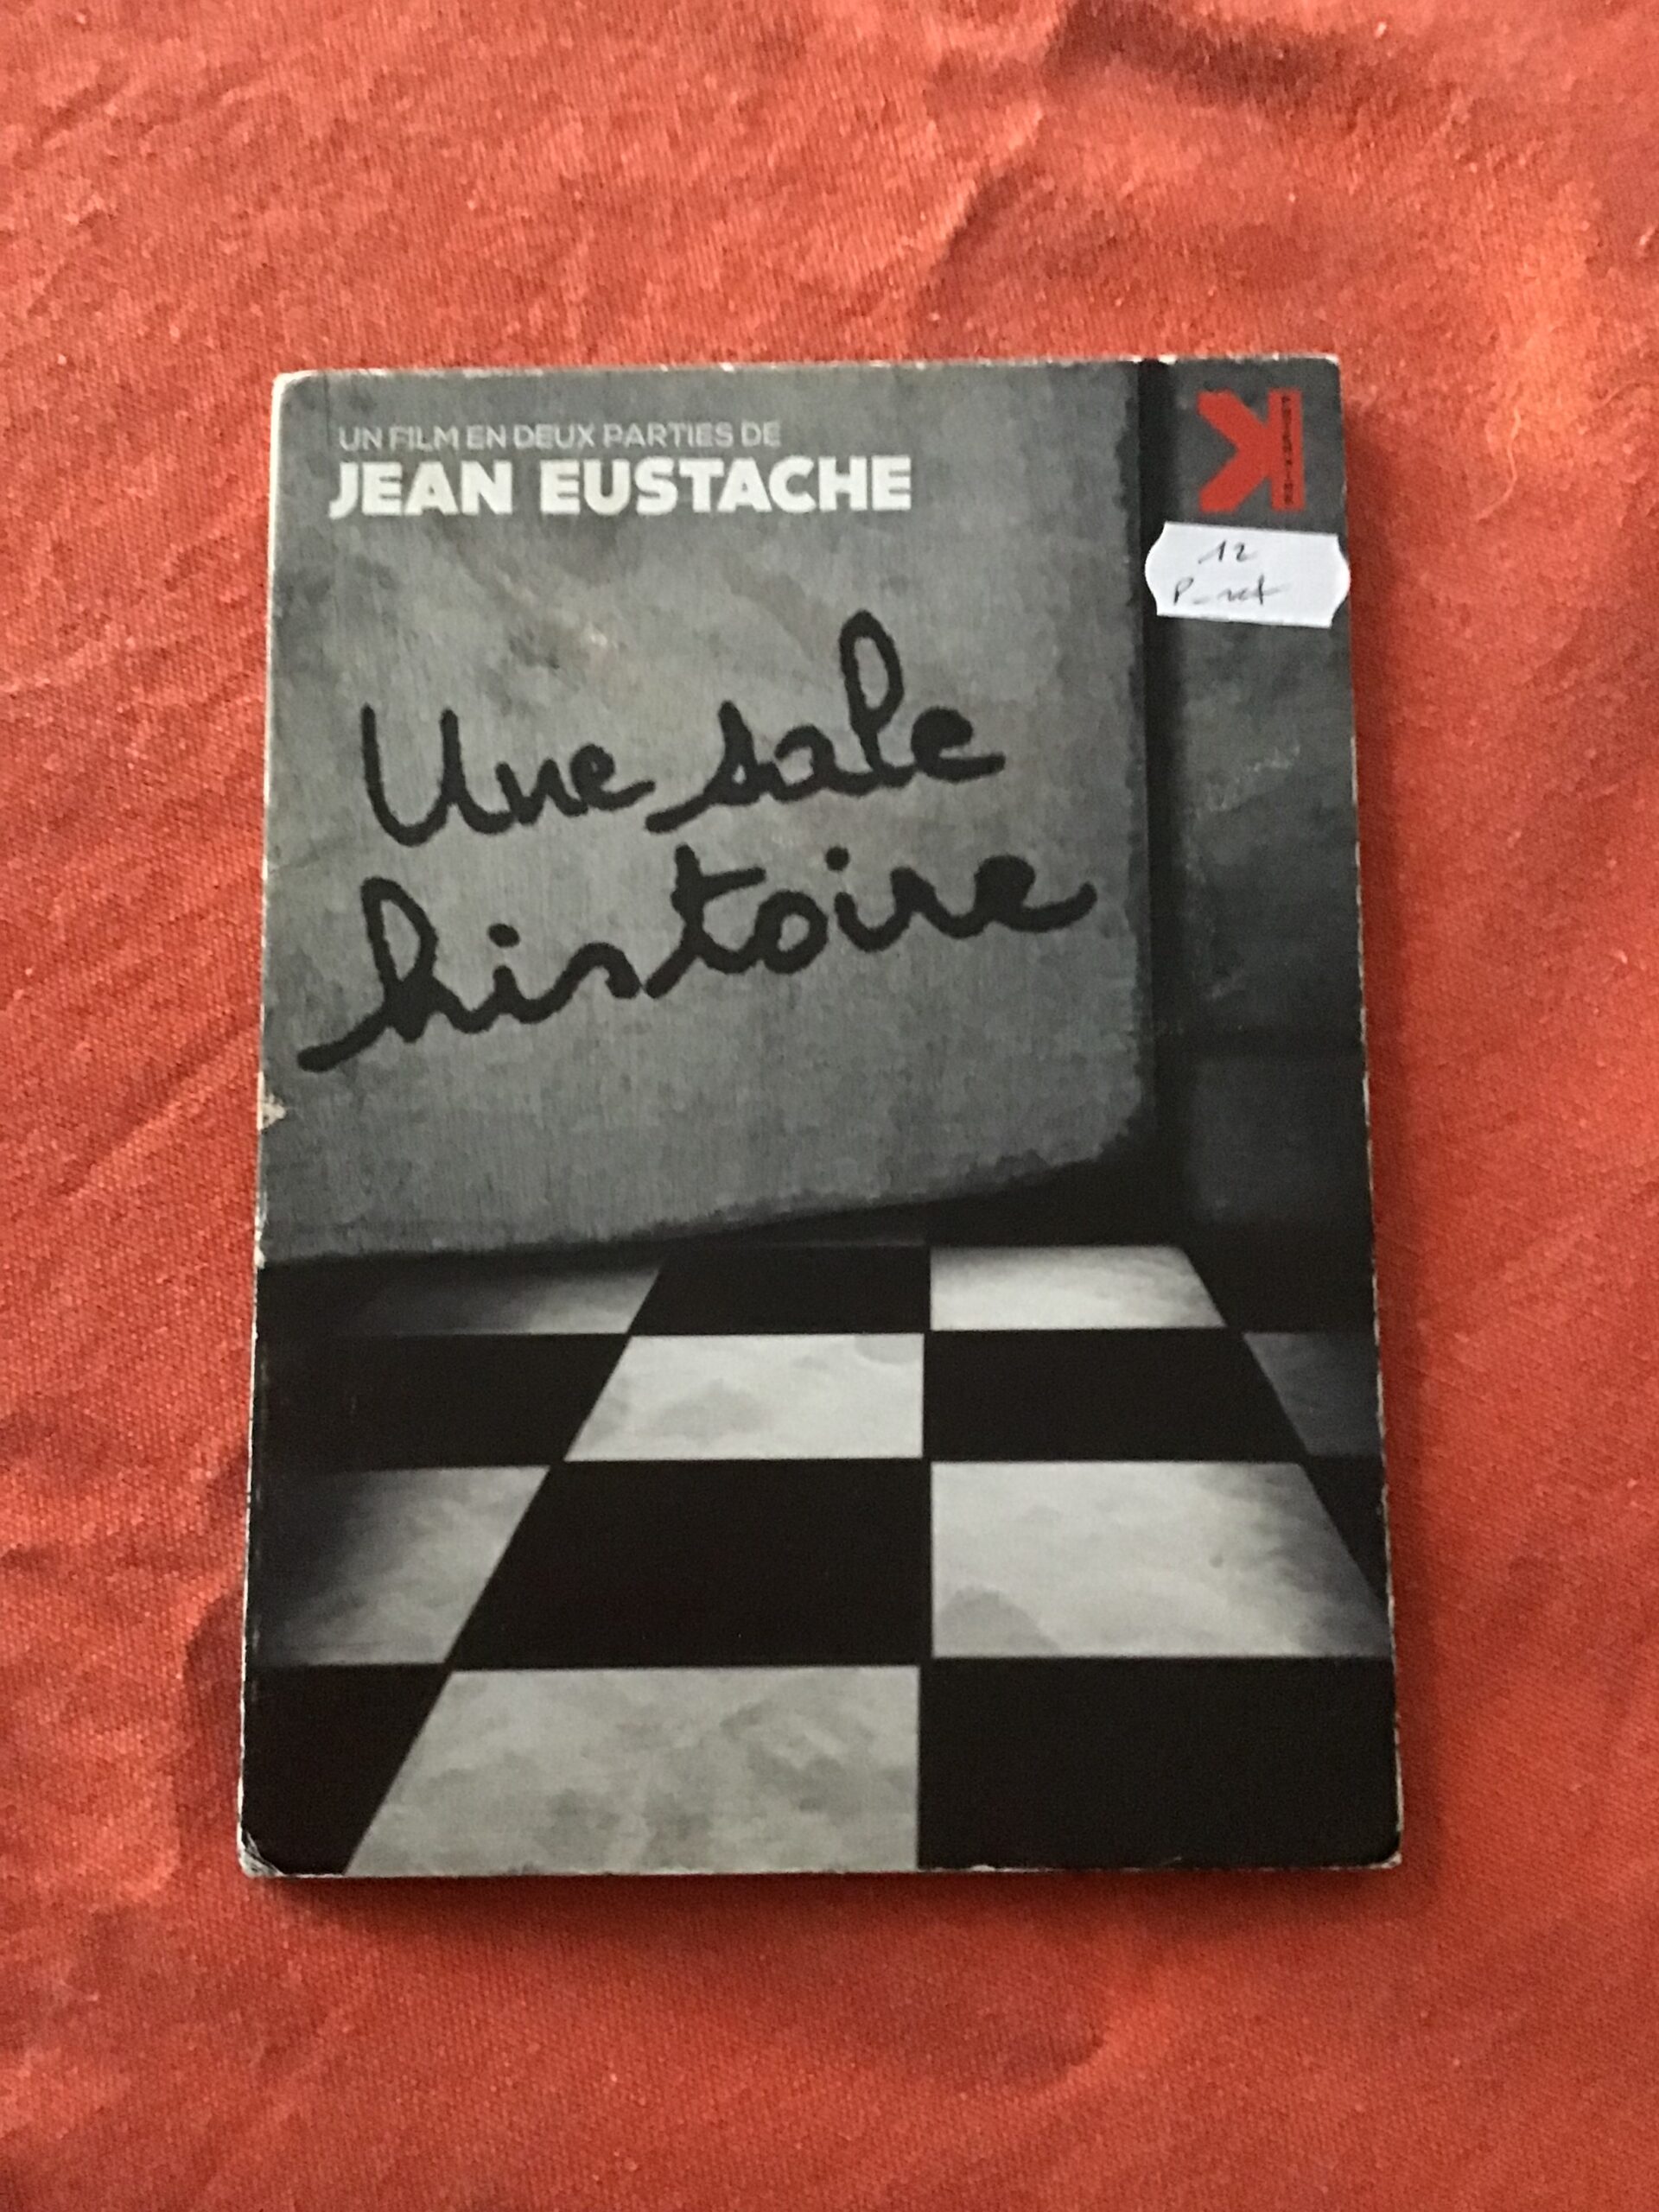 UN FILM EN DEUX PARTIES DE
JEAN EUSTACHE
12
Une sale
histoire